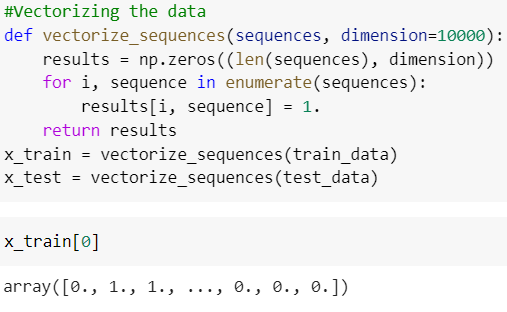 #Vectorizing the data
def vectorize_sequences(sequences, dimension=10000):
    results = np.zeros((len(sequences), dimension))
    for i, sequence in enumerate(sequences):
        results[i, sequence] = 1.
    return results
x_train = vectorize_sequences(train_data)
x_test = vectorize_sequences(test_data)
x_train[0]
array([0., 1., 1., ..., 0., 0., 0.])